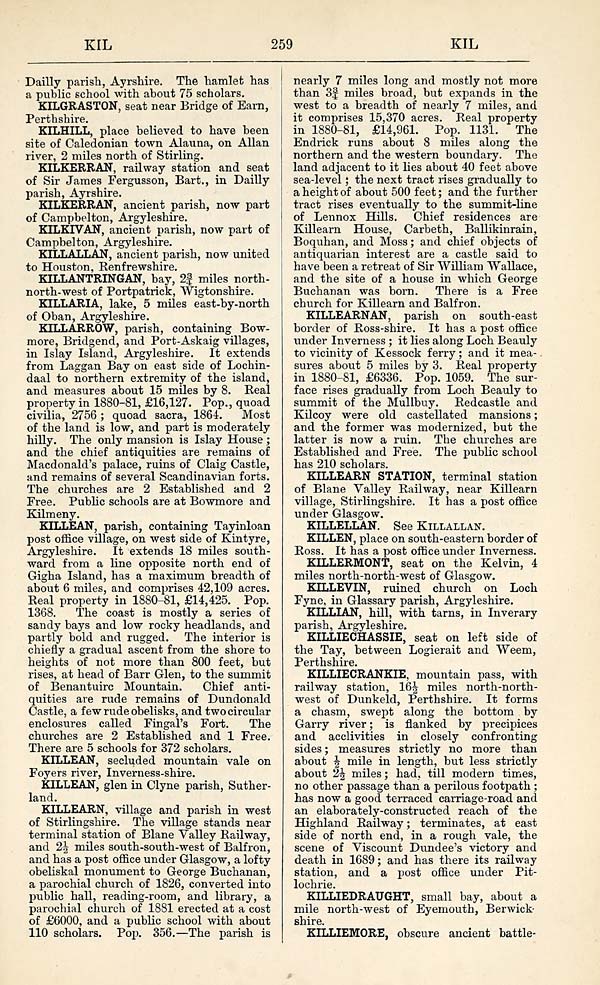 KIL 259 KIL
Dailly parish, Ayrshire. The hamlet has
a public school with about 75 scholars.
KILGRASTON, seat near Bridge of Earn,
Perthshire.
KILHILL, place believed to have been
site of Caledonian town Alauna, on Allan
river, 2 miles north of Stirling.
KILKERRAN, railway station and seat
of Sir James Fergusson, Bart., in Dailly
parish, Ayrshire.
KILKERRAN, ancient parish, now part
of Campbelton, Argyleshire.
KILKIVAN, ancient parish, now part of
Campbelton, Argyleshire.
KILLALLAN, ancient parish, now united
to Houston, Renfrewshire.
KILLANTRINGAN, bay, 2¾ miles north-
north-west of Portpatrick, Wigtonshire.
KILLARIA, lake, 5 miles east-by-north
of Oban, Argyleshire.
KILLARROW, parish, containing Bow-
more, Bridgend, and Port-Askaig villages,
in Islay Island, Argyleshire. It extends
from Laggan Bay on east side of Lochin-
daal to northern extremity of the island,
and measures about 15 miles by 8. Real
property in 1880-81, £16,127. Pop., quoad
civilia, 2756; quoad sacra, 1864. Most
of the land is low, and part is moderately
hilly. The only mansion is Islay House;
and the chief antiquities are remains of
Macdonald's palace, ruins of Claig Castle,
and remains of several Scandinavian forts.
The churches are 2 Established and 2
Free. Public schools are at Bowmore and
Kilmeny.
KILLEAN, parish, containing Tayinloan
post office village, on west side of Kintyre,
Argyleshire. It extends 18 miles south-
ward from a line opposite north end of
Gigha Island, has a maximum breadth of
about 6 miles, and comprises 42,109 acres.
Real property in 1880-81, £14,425. Pop.
1368. The coast is mostly a series of
sandy bays and low rocky headlands, and
partly bold and rugged. The interior is
chiefly a gradual ascent from the shore to
heights of not more than 800 feet, but
rises, at head of Barr Glen, to the summit
of Benantuirc Mountain. Chief anti-
quities are rude remains of Dundonald
Castle, a few rude obelisks, and two circular
enclosures called Fingal's Fort. The
churches are 2 Established and 1 Free.
There are 5 schools for 372 scholars.
KILLEAN, secluded mountain vale on
Foyers river, Inverness-shire.
KILLEAN, glen in Clyne parish, Suther-
land.
KILLEARN, village and parish in west
of Stirlingshire. The village stands near
terminal station of Blane Valley Railway,
and 2½ miles south-south-west of Balfron,
and has a post office under Glasgow, a lofty
obeliskal monument to George Buchanan,
a parochial church of 1826, converted into
public hall, reading-room, and library, a
parochial church of 1881 erected at a cost
of £6000, and a public school with about
110 scholars. Pop. 356.—The parish is
nearly 7 miles long and mostly not more
than 3¾ miles broad, but expands in the
west to a breadth of nearly 7 miles, and
it comprises 15,370 acres. Real property
in 1880-81, £14,961. Pop. 1131. The
Endrick runs about 8 miles along the
northern and the western boundary. The
land adjacent to it lies about 40 feet above
sea-level; the next tract rises gradually to
a height of about 500 feet; and the further
tract rises eventually to the summit-line
of Lennox Hills. Chief residences are
Killearn House, Carbeth, Ballikinrain,
Boquhan, and Moss; and chief objects of
antiquarian interest are a castle said to
have been a retreat of Sir William Wallace,
and the site of a house in which George
Buchanan was born. There is a Free
church for Killearn and Balfron.
KILLEARNAN, parish on south-east
border of Ross-shire. It has a post office
under Inverness; it lies along Loch Beauly
to vicinity of Kessock ferry; and it mea-
sures about 5 miles by 3. Real property
in 1880-81, £6336. Pop. 1059. The sur-
face rises gradually from Loch Beauly to
summit of the Mullbuy. Redcastle and
Kilcoy were old castellated mansions;
and the former was modernized, but the
latter is now a ruin. The churches are
Established and Free. The public school
has 210 scholars.
KILLEARN STATION, terminal station
of Blane Valley Railway, near Killearn
village, Stirlingshire. It has a post office
under Glasgow.
KILLELLAN. See KILLALLAN.
KILLEN, place on south-eastern border of
Ross. It has a post office under Inverness.
KILLERMONT, seat on the Kelvin, 4
miles north-north-west of Glasgow.
KILLEVIN, ruined church on Loch
Fyne, in Glassary parish, Argyleshire.
KILLIAN, hill, with tarns, in Inverary
parish, Argyleshire.
KILLIECHASSIE, seat on left side of
the Tay, between Logierait and Weem,
Perthshire.
KILLIECRANKIE, mountain pass, with
railway station, 16½ miles north-north-
west of Dunkeld, Perthshire. It forms
a chasm, swept along the bottom by
Garry river; is flanked by precipices
and acclivities in closely confronting
sides; measures strictly no more than
about ½ mile in length, but less strictly
about 2½ miles; had, till modern times,
no other passage than a perilous footpath;
has now a good terraced carriage-road and
an elaborately-constructed reach of the
Highland Railway; terminates, at east
side of north end, in a rough vale, the
scene of Viscount Dundee's victory and
death in 1689; and has there its railway
station, and a post office under Pit-
lochrie.
KILLIEDRAUGHT, small bay, about a
mile north-west of Eyemouth, Berwick-
shire.
KILLIEMORE, obscure ancient battle-